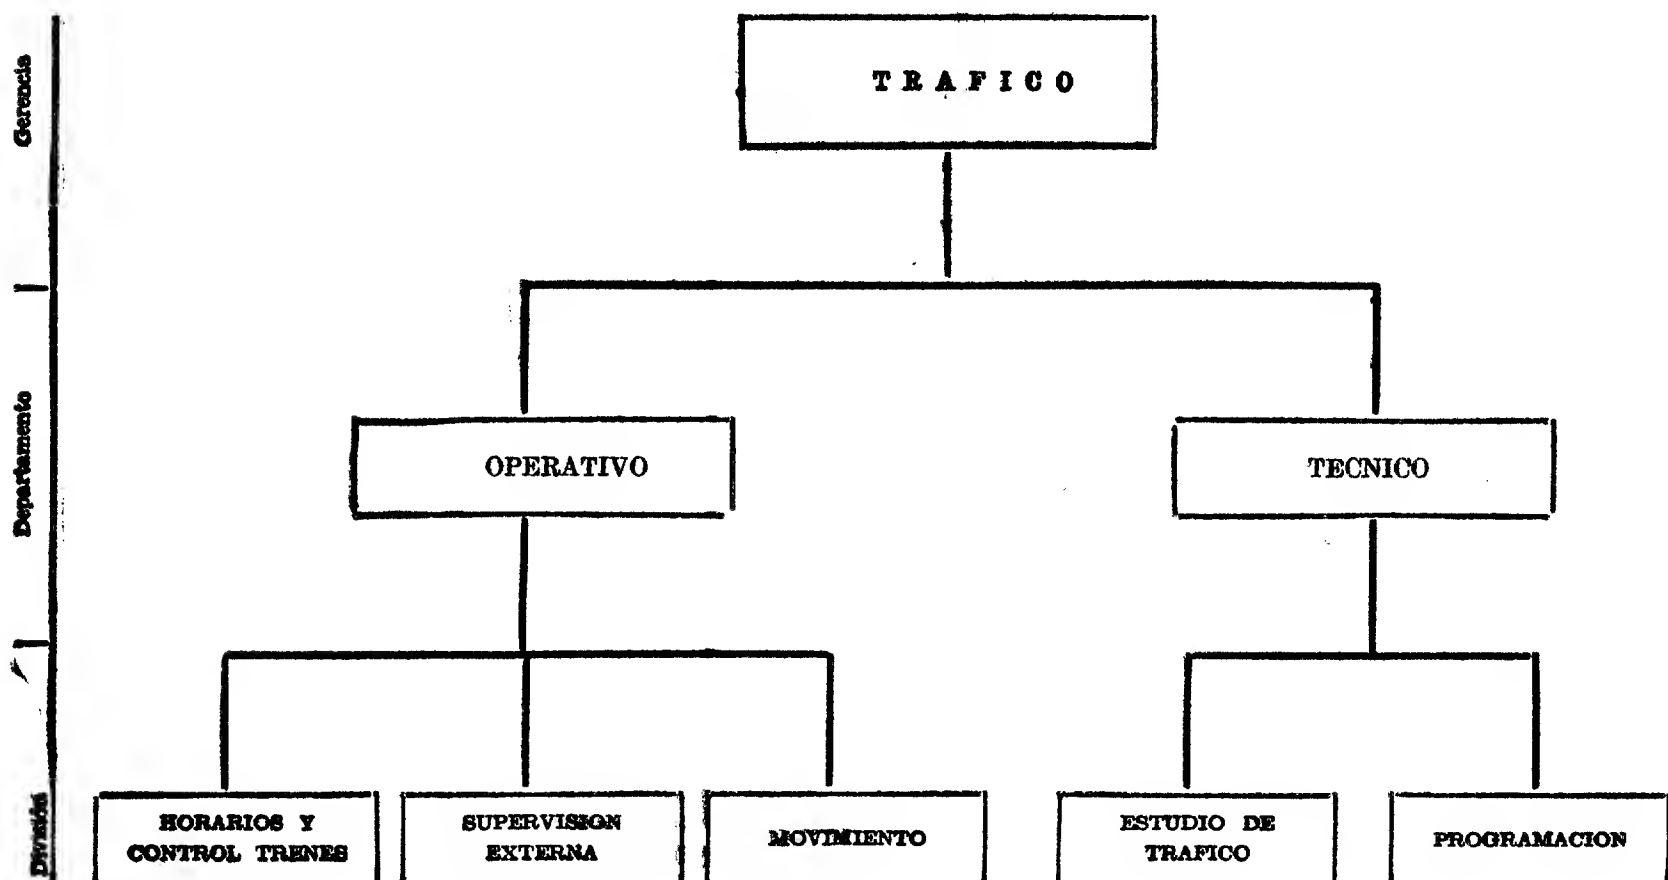 Gerencia
T R A F I C O
Departamento
OPERATIVO
TECNICO
División
HORARIOS Y
CONTROL TRENES
SUPERVISION
EXTERNA
MOVIMIENTO
ESTUDIO DE
TRAFICO
PROGRAMACION